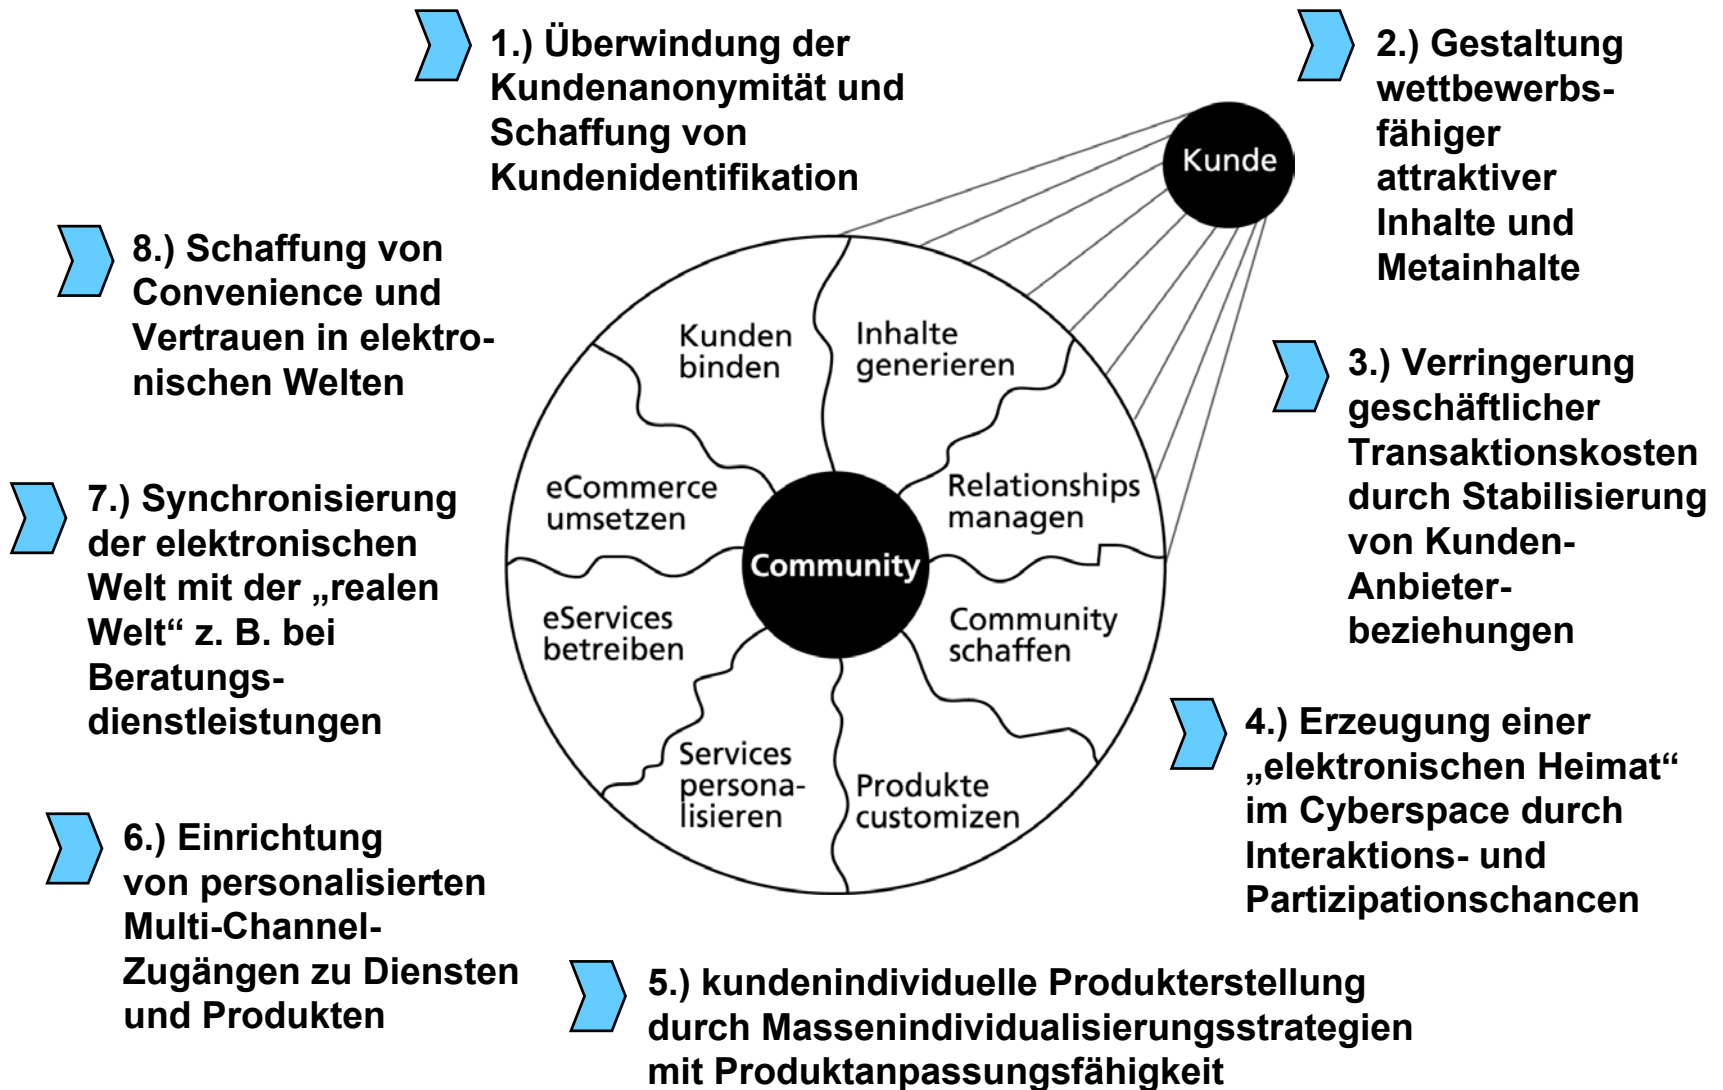 1.) Überwindung der
Kundenanonymität und
Schaffung von
Kundenidentifikation
2.) Gestaltung
wettbewerbs-
fähiger
attraktiver
Inhalte und
Metainhalte
3.) Verringerung
geschäftlicher
Transaktionskosten
durch Stabilisierung
von Kunden-
Anbieter-
beziehungen
4.) Erzeugung einer
„elektronischen Heimat“
im Cyberspace durch
Interaktions- und
Partizipationschancen
5.) kundenindividuelle Produkterstellung
durch Massenindividualisierungsstrategien
mit Produktanpassungsfähigkeit
6.) Einrichtung
von personalisierten
Multi-Channel-
Zugängen zu Diensten
und Produkten
7.) Synchronisierung
der elektronischen
Welt mit der „realen
Welt“ z. B. bei
Beratungs-
dienstleistungen
8.) Schaffung von
Convenience und
Vertrauen in elektro-
nischen Welten
Kunde
Kunden
binden
Inhalte
generieren
Relationships
managen
Community
schaffen
Produkte
customizen
Services
persona-
lisieren
eServices
betreiben
eCommerce
umsetzen
Community